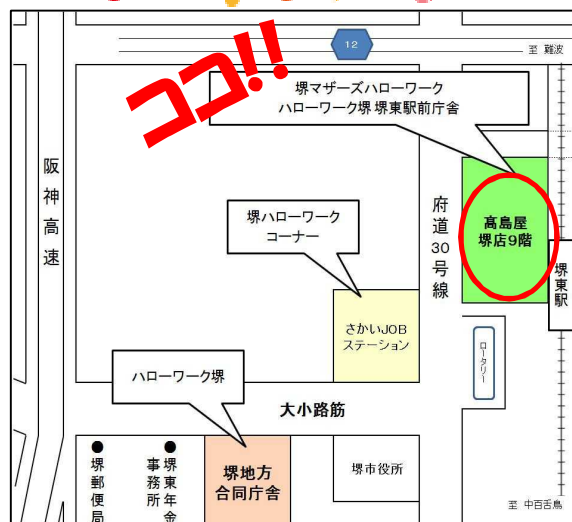 ココ!!
12
至 難波
堺マザーズハローワーク
ハローワーク堺 堺東駅前庁舎
阪神高速
府道30号線
髙島屋
堺店9階
堺東駅
堺ハローワーク
コーナー
さかいJOB
ステーション
ロータリー
ハローワーク堺
大小路筋
●堺郵便局
●堺東年金
事務所
堺地方
合同庁舎
堺市役所
至 中百舌鳥